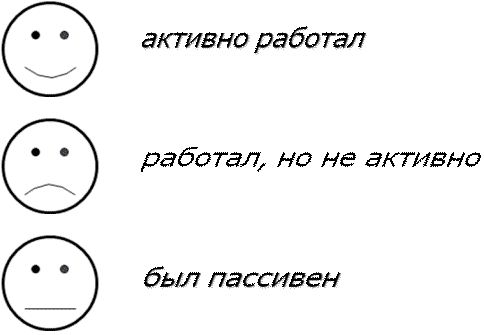 активно работал
работал, но не активно
был пассивен